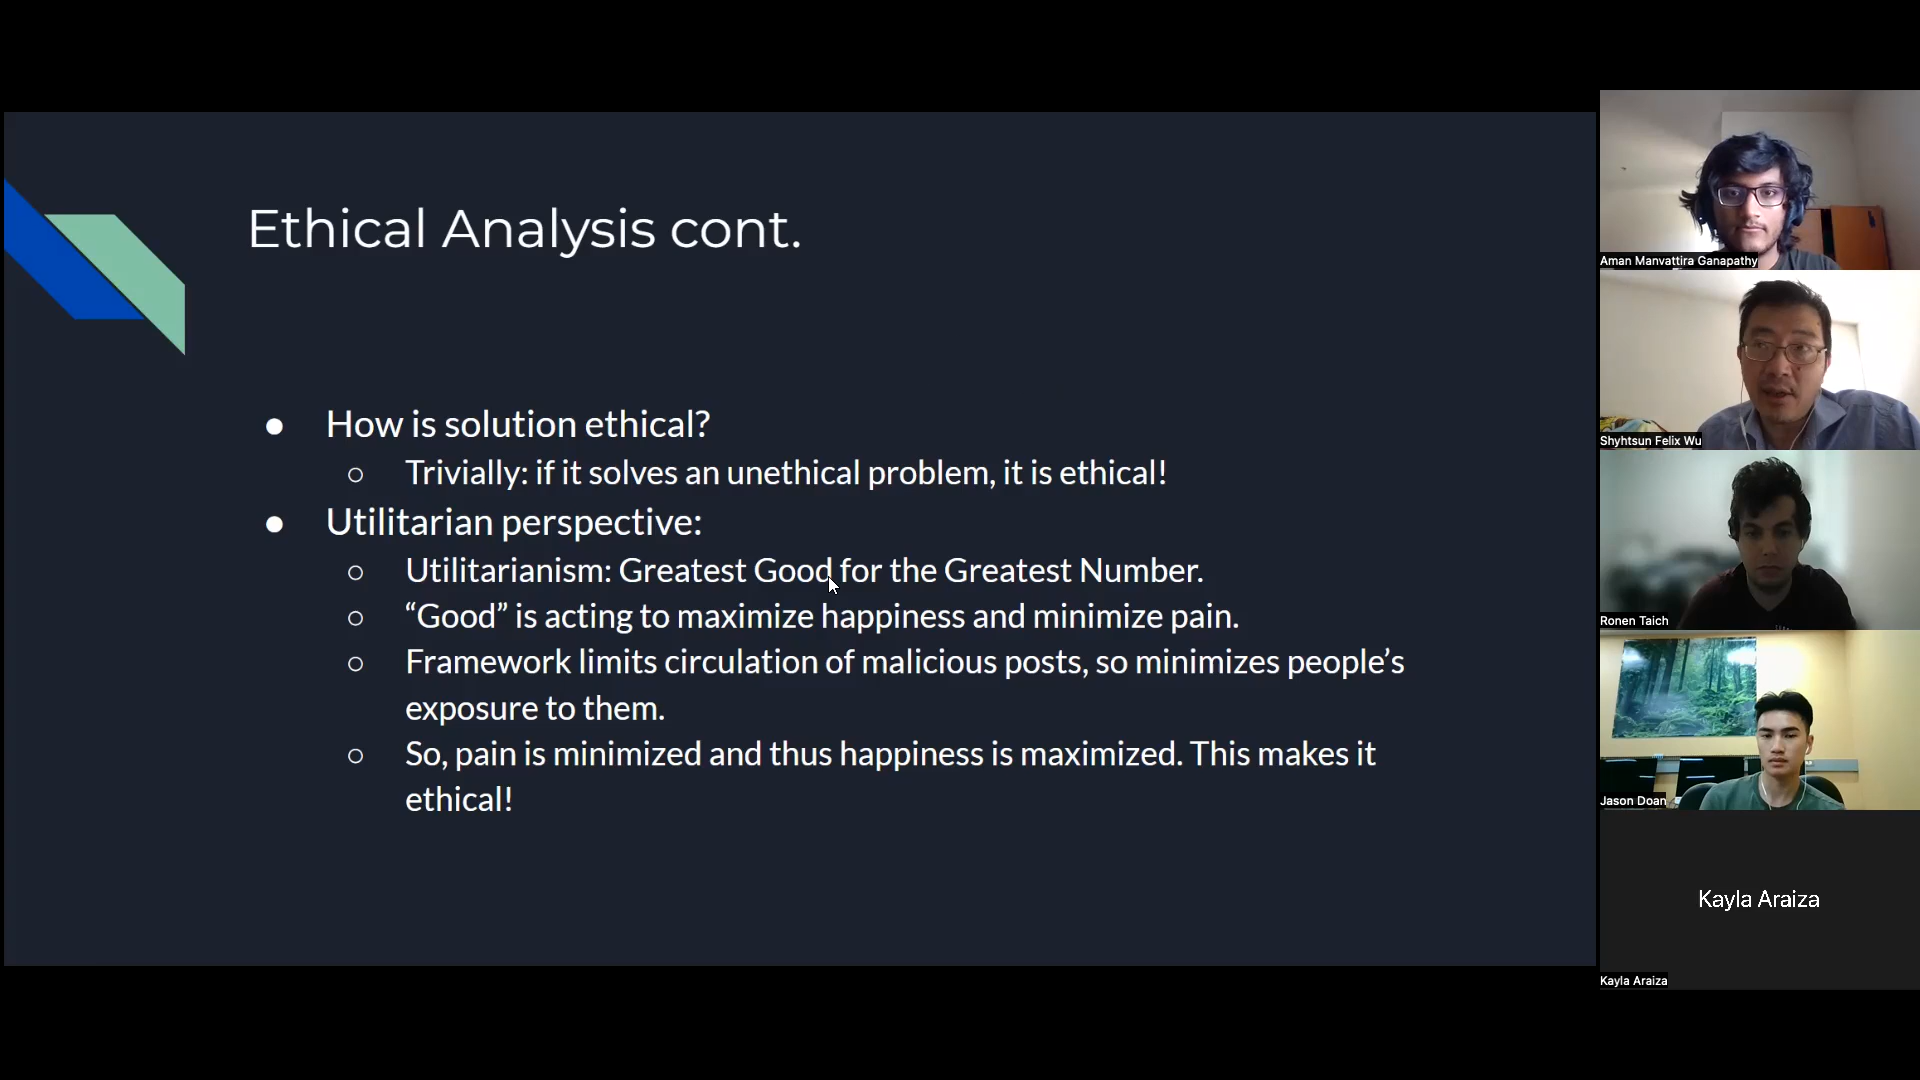 Ethical Analysis cont.
● How is solution ethical?
○ Trivially: if it solves an unethical problem, it is ethical!
● Utilitarian perspective:
○ Utilitarianism: Greatest Good for the Greatest Number.
○ “Good” is acting to maximize happiness and minimize pain.
○ Framework limits circulation of malicious posts, so minimizes people’s
exposure to them.
○ So, pain is minimized and thus happiness is maximized. This makes it
ethical!
Aman Manvattira Ganapathy
Shyhtsun Felix Wu
Ronen Taich
Jason Doan
Kayla Araiza
Kayla Araiza